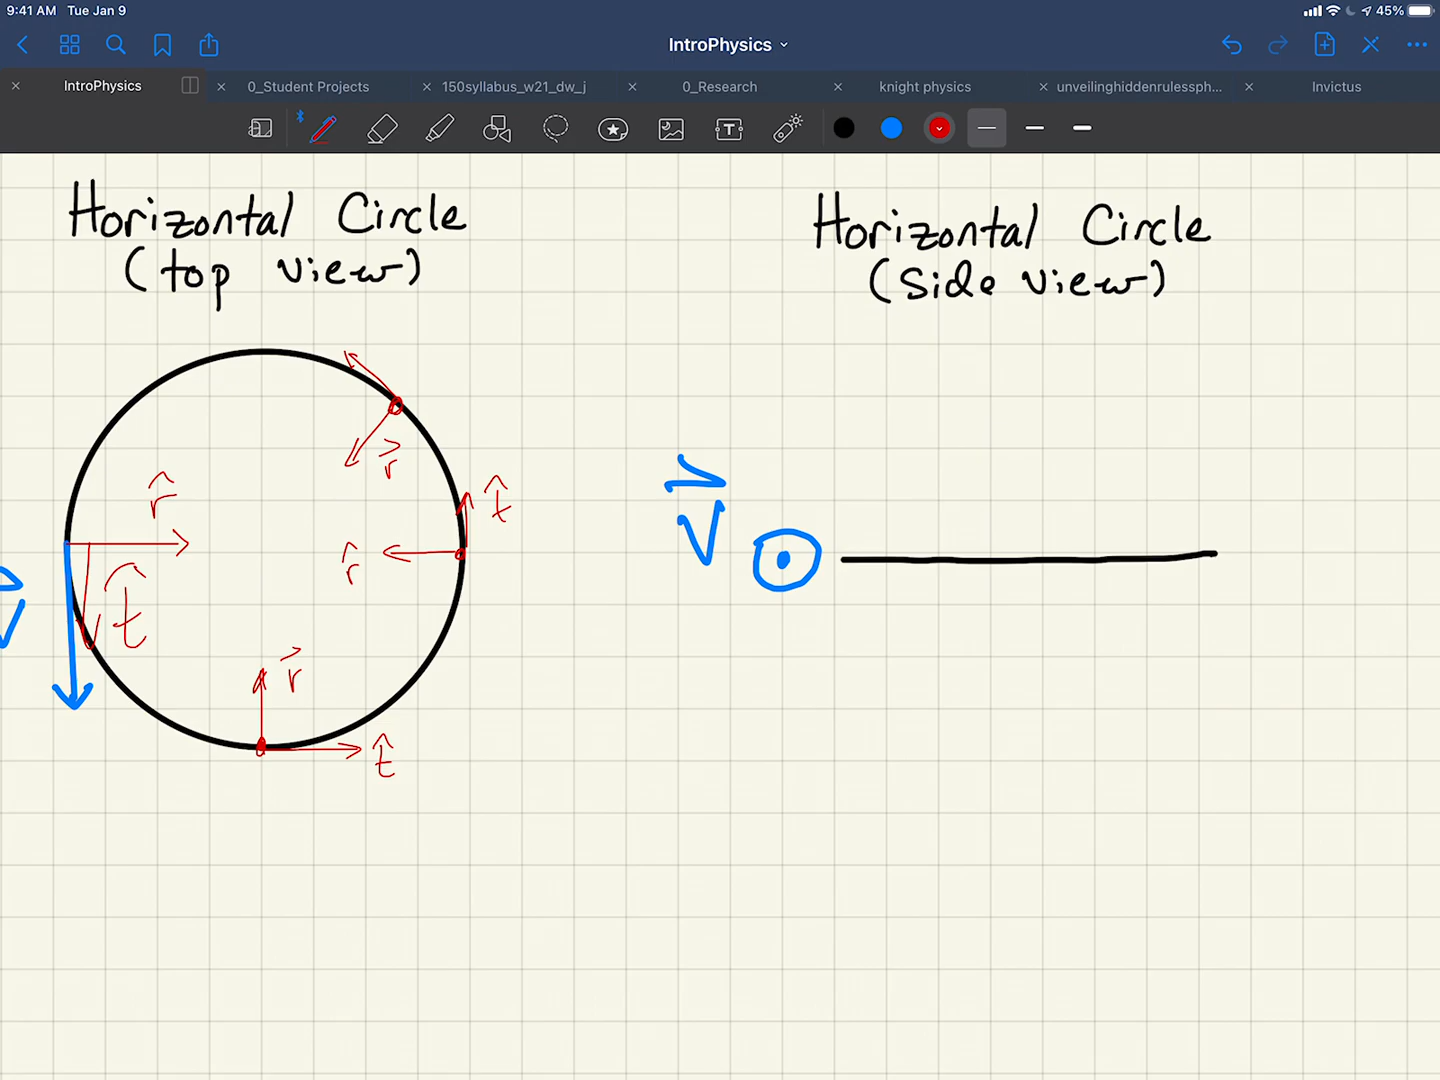 9:41 AM Tue Jan 9
45%
IntroPhysics
IntroPhysics
0_Student Projects
150syllabus_w21_dw_j
0_Research
knight physics
unveilinghiddenrulessph...
Invictus
Horizontal Circle
(top view)
Horizontal Circle
(Side view)
r⃗
r̂
t̂
V⃗
r̂
t̂
V⃗
r⃗
t̂